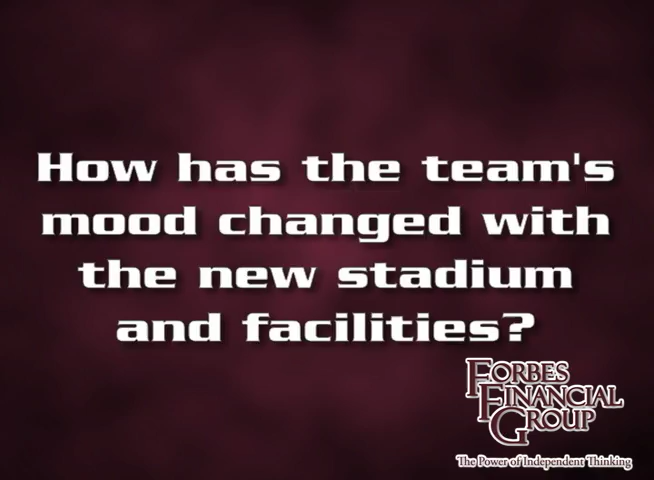 How has the team's
mood changed with
the new stadium
and facilities?
Forbes
Financial
Group
The Power of Independent Thinking